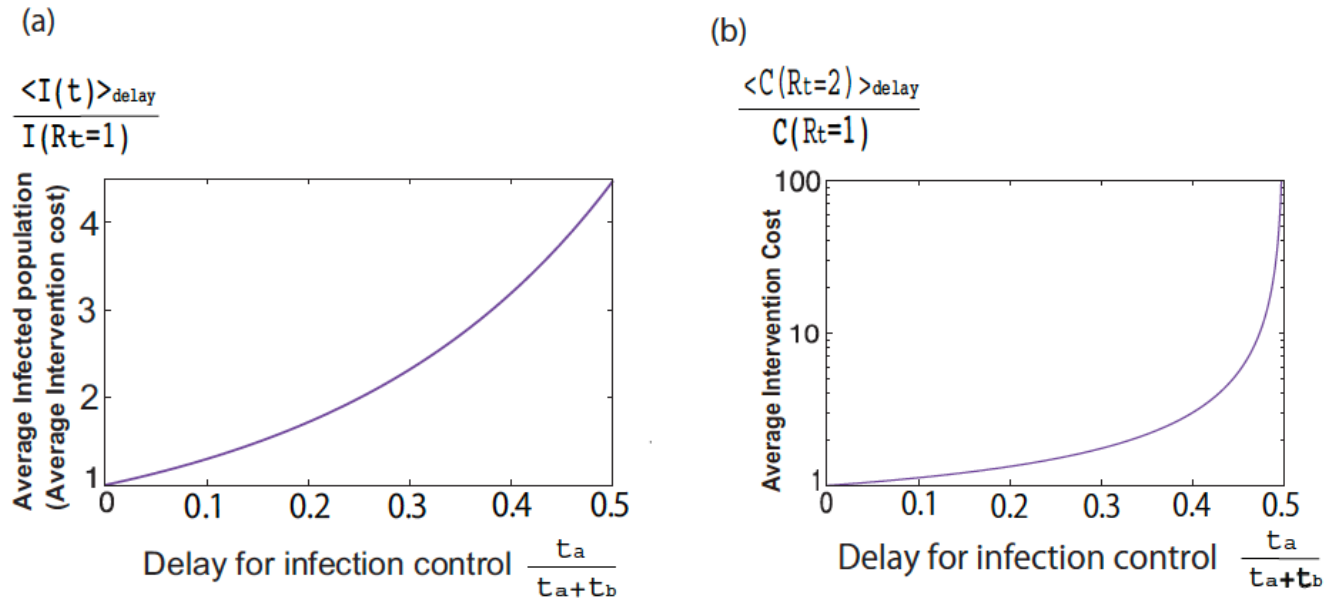 (a)
<I(t)>delay
I(Rt=1)
Average Infected population
(Average Intervention cost)
4
3
2
1
0 0.1 0.2 0.3 0.4 0.5
Delay for infection control ta
ta+tb
(b)
<C(Rt=2)>delay
C(Rt=1)
Average Intervention Cost
100
10
1
0 0.1 0.2 0.3 0.4 0.5
Delay for infection control ta
ta+tb